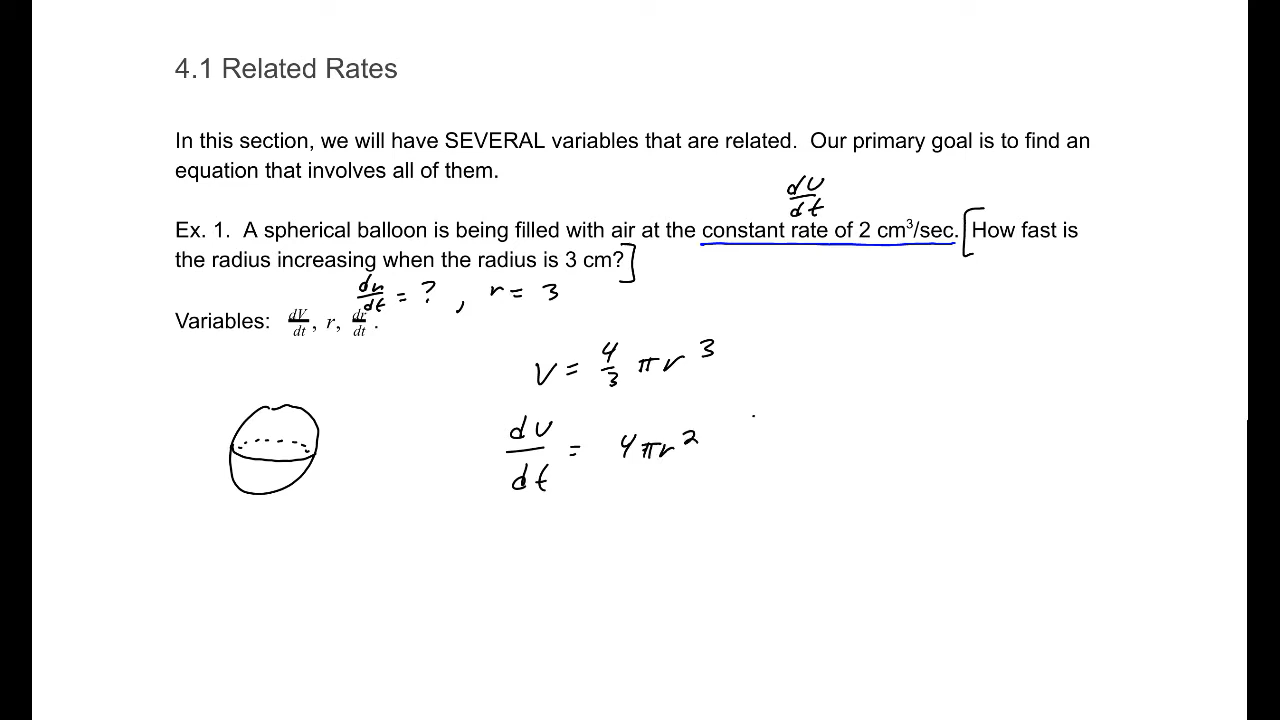 4.1 Related Rates
In this section, we will have SEVERAL variables that are related. Our primary goal is to find an
equation that involves all of them.
dV/dt
Ex. 1. A spherical balloon is being filled with air at the constant rate of 2 cm³/sec. [How fast is
the radius increasing when the radius is 3 cm?]
dr/dt = ? , r = 3
Variables: dV/dt, r, dr/dt.
V = 4/3 πr³
dV/dt = 4πr²